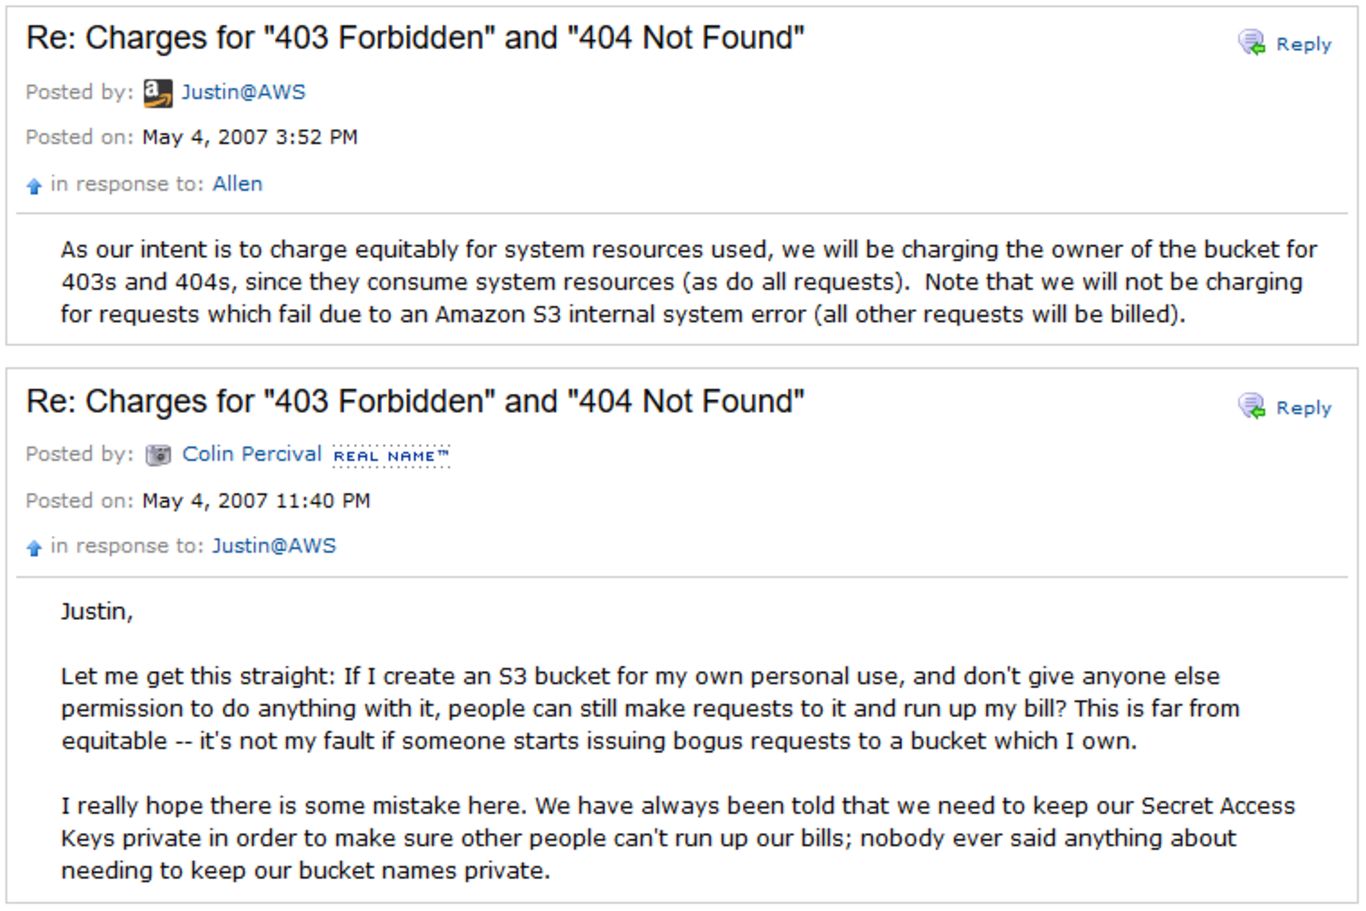 Re: Charges for "403 Forbidden" and "404 Not Found"
Reply
Posted by: Justin@AWS
Posted on: May 4, 2007 3:52 PM
in response to: Allen
As our intent is to charge equitably for system resources used, we will be charging the owner of the bucket for
403s and 404s, since they consume system resources (as do all requests).  Note that we will not be charging
for requests which fail due to an Amazon S3 internal system error (all other requests will be billed).
Re: Charges for "403 Forbidden" and "404 Not Found"
Reply
Posted by: Colin Percival REAL NAME™
Posted on: May 4, 2007 11:40 PM
in response to: Justin@AWS
Justin,
Let me get this straight: If I create an S3 bucket for my own personal use, and don't give anyone else
permission to do anything with it, people can still make requests to it and run up my bill? This is far from
equitable -- it's not my fault if someone starts issuing bogus requests to a bucket which I own.
I really hope there is some mistake here. We have always been told that we need to keep our Secret Access
Keys private in order to make sure other people can't run up our bills; nobody ever said anything about
needing to keep our bucket names private.